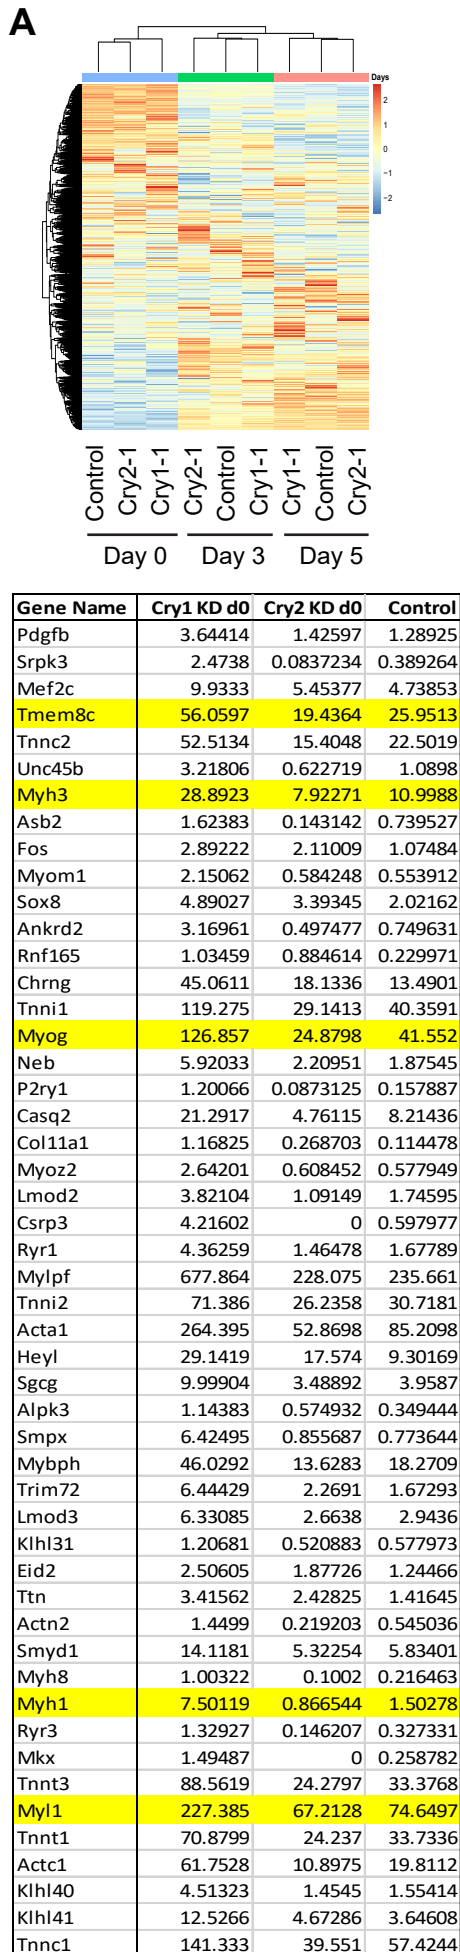 A
Days
2
1
0
−1
−2
Control
Cry2-1
Cry1-1
Cry2-1
Control
Cry1-1
Cry1-1
Control
Cry2-1
Day 0 Day 3 Day 5
Gene Name Cry1 KD d0 Cry2 KD d0 Control
Pdgfb 3.64414 1.42597 1.28925
Srpk3 2.4738 0.0837234 0.389264
Mef2c 9.9333 5.45377 4.73853
Tmem8c 56.0597 19.4364 25.9513
Tnnc2 52.5134 15.4048 22.5019
Unc45b 3.21806 0.622719 1.0898
Myh3 28.8923 7.92271 10.9988
Asb2 1.62383 0.143142 0.739527
Fos 2.89222 2.11009 1.07484
Myom1 2.15062 0.584248 0.553912
Sox8 4.89027 3.39345 2.02162
Ankrd2 3.16961 0.497477 0.749631
Rnf165 1.03459 0.884614 0.229971
Chrng 45.0611 18.1336 13.4901
Tnni1 119.275 29.1413 40.3591
Myog 126.857 24.8798 41.552
Neb 5.92033 2.20951 1.87545
P2ry1 1.20066 0.0873125 0.157887
Casq2 21.2917 4.76115 8.21436
Col11a1 1.16825 0.268703 0.114478
Myoz2 2.64201 0.608452 0.577949
Lmod2 3.82104 1.09149 1.74595
Csrp3 4.21602 0 0.597977
Ryr1 4.36259 1.46478 1.67789
Mylpf 677.864 228.075 235.661
Tnni2 71.386 26.2358 30.7181
Acta1 264.395 52.8698 85.2098
Heyl 29.1419 17.574 9.30169
Sgcg 9.99904 3.48892 3.9587
Alpk3 1.14383 0.574932 0.349444
Smpx 6.42495 0.855687 0.773644
Mybph 46.0292 13.6283 18.2709
Trim72 6.44429 2.2691 1.67293
Lmod3 6.33085 2.6638 2.9436
Klhl31 1.20681 0.520883 0.577973
Eid2 2.50605 1.87726 1.24466
Ttn 3.41562 2.42825 1.41645
Actn2 1.4499 0.219203 0.545036
Smyd1 14.1181 5.32254 5.83401
Myh8 1.00322 0.1002 0.216463
Myh1 7.50119 0.866544 1.50278
Ryr3 1.32927 0.146207 0.327331
Mkx 1.49487 0 0.258782
Tnnt3 88.5619 24.2797 33.3768
Myl1 227.385 67.2128 74.6497
Tnnt1 70.8799 24.237 33.7336
Actc1 61.7528 10.8975 19.8112
Klhl40 4.51323 1.4545 1.55414
Klhl41 12.5266 4.67286 3.64608
Tnnc1 141.333 39.551 57.4244